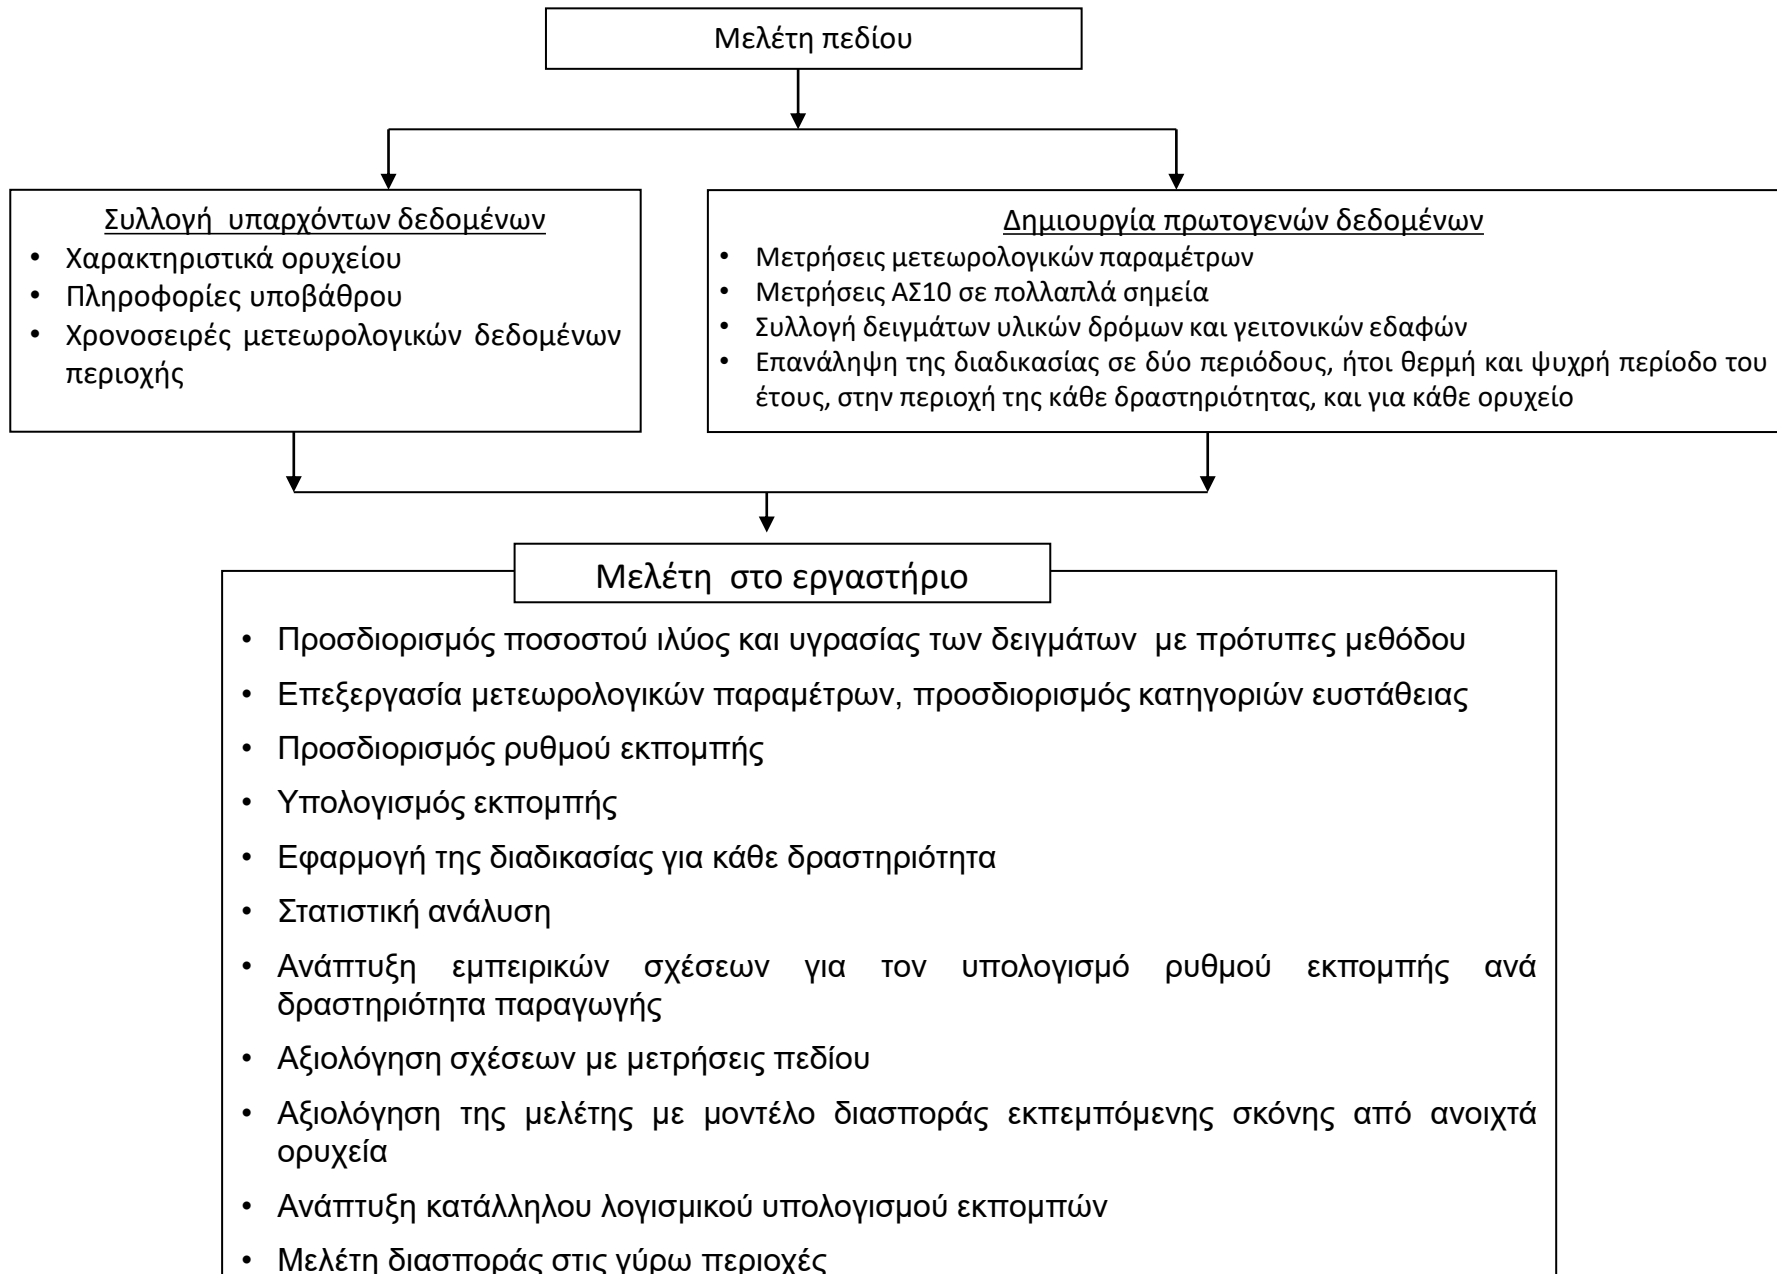 Μελέτη πεδίου
Συλλογή υπαρχόντων δεδομένων
• Χαρακτηριστικά ορυχείου
• Πληροφορίες υποβάθρου
• Χρονοσειρές μετεωρολογικών δεδομένων
περιοχής
Δημιουργία πρωτογενών δεδομένων
• Μετρήσεις μετεωρολογικών παραμέτρων
• Μετρήσεις ΑΣ10 σε πολλαπλά σημεία
• Συλλογή δειγμάτων υλικών δρόμων και γειτονικών εδαφών
• Επανάληψη της διαδικασίας σε δύο περιόδους, ήτοι θερμή και ψυχρή περίοδο του
έτους, στην περιοχή της κάθε δραστηριότητας, και για κάθε ορυχείο
Μελέτη στο εργαστήριο
• Προσδιορισμός ποσοστού ιλύος και υγρασίας των δειγμάτων με πρότυπες μεθόδου
• Επεξεργασία μετεωρολογικών παραμέτρων, προσδιορισμός κατηγοριών ευστάθειας
• Προσδιορισμός ρυθμού εκπομπής
• Υπολογισμός εκπομπής
• Εφαρμογή της διαδικασίας για κάθε δραστηριότητα
• Στατιστική ανάλυση
• Ανάπτυξη εμπειρικών σχέσεων για τον υπολογισμό ρυθμού εκπομπής ανά
δραστηριότητα παραγωγής
• Αξιολόγηση σχέσεων με μετρήσεις πεδίου
• Αξιολόγηση της μελέτης με μοντέλο διασποράς εκπεμπόμενης σκόνης από ανοιχτά
ορυχεία
• Ανάπτυξη κατάλληλου λογισμικού υπολογισμού εκπομπών
• Μελέτη διασποράς στις γύρω περιοχές